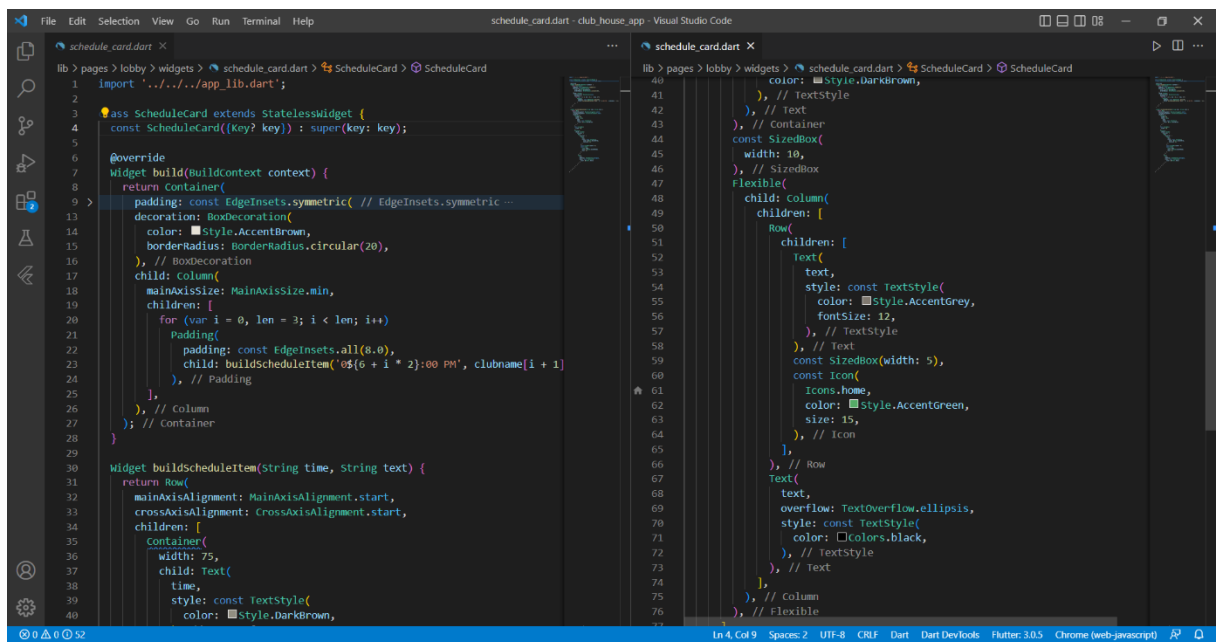 File Edit Selection View Go Run Terminal Help
schedule_card.dart - club_house_app - Visual Studio Code
schedule_card.dart
lib > pages > lobby > widgets > schedule_card.dart > ScheduleCard > ScheduleCard
1 import '../../../app_lib.dart';
2
3 ass ScheduleCard extends StatelessWidget {
4 const ScheduleCard({Key? key}) : super(key: key);
5
6 @override
7 Widget build(BuildContext context) {
8 return Container(
9 padding: const EdgeInsets.symmetric( // EdgeInsets.symmetric ...
13 decoration: BoxDecoration(
14 color: Style.AccentBrown,
15 borderRadius: BorderRadius.circular(20),
16 ), // BoxDecoration
17 child: Column(
18 mainAxisSize: MainAxisSize.min,
19 children: [
20 for (var i = 0, len = 3; i < len; i++)
21 Padding(
22 padding: const EdgeInsets.all(8.0),
23 child: buildScheduleItem('0${6 + i * 2}:00 PM', clubname[i + 1]
24 ), // Padding
25 ],
26 ), // Column
27 ); // Container
28 }
29
30 Widget buildScheduleItem(String time, String text) {
31 return Row(
32 mainAxisAlignment: MainAxisAlignment.start,
33 crossAxisAlignment: CrossAxisAlignment.start,
34 children: [
35 Container(
36 width: 75,
37 child: Text(
38 time,
39 style: const TextStyle(
40 color: Style.DarkBrown,
schedule_card.dart
lib > pages > lobby > widgets > schedule_card.dart > ScheduleCard > ScheduleCard
40 color: Style.DarkBrown,
41 ), // TextStyle
42 ), // Text
43 ), // Container
44 const SizedBox(
45 width: 10,
46 ), // SizedBox
47 Flexible(
48 child: Column(
49 children: [
50 Row(
51 children: [
52 Text(
53 text,
54 style: const TextStyle(
55 color: Style.AccentGrey,
56 fontSize: 12,
57 ), // TextStyle
58 ), // Text
59 const SizedBox(width: 5),
60 const Icon(
61 Icons.home,
62 color: Style.AccentGreen,
63 size: 15,
64 ), // Icon
65 ],
66 ), // Row
67 Text(
68 text,
69 overflow: TextOverflow.ellipsis,
70 style: const TextStyle(
71 color: Colors.black,
72 ), // TextStyle
73 ), // Text
74 ],
75 ), // Column
76 ), // Flexible
2
0 0 52
Ln 4, Col 9 Spaces: 2 UTF-8 CRLF Dart Dart DevTools Flutter: 3.0.5 Chrome (web-javascript)